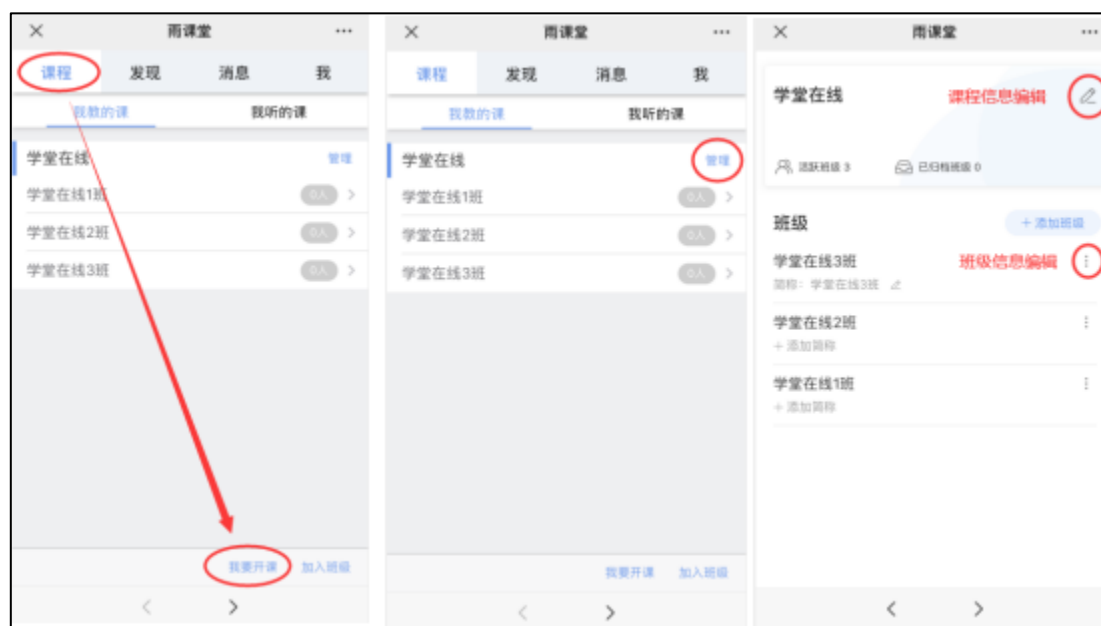 雨课堂
课程 发现 消息 我
我教的课 我听的课
学堂在线 管理
学堂在线1班 0人
学堂在线2班 0人
学堂在线3班 0人
我要开课 加入班级
雨课堂
课程 发现 消息 我
我教的课 我听的课
学堂在线 管理
学堂在线1班 0人
学堂在线2班 0人
学堂在线3班 0人
我要开课 加入班级
雨课堂
学堂在线 课程信息编辑
活跃班级 3 已归档班级 0
班级 + 添加班级
学堂在线3班 班级信息编辑
简称：学堂在线3班
学堂在线2班
+ 添加简称
学堂在线1班
+ 添加简称